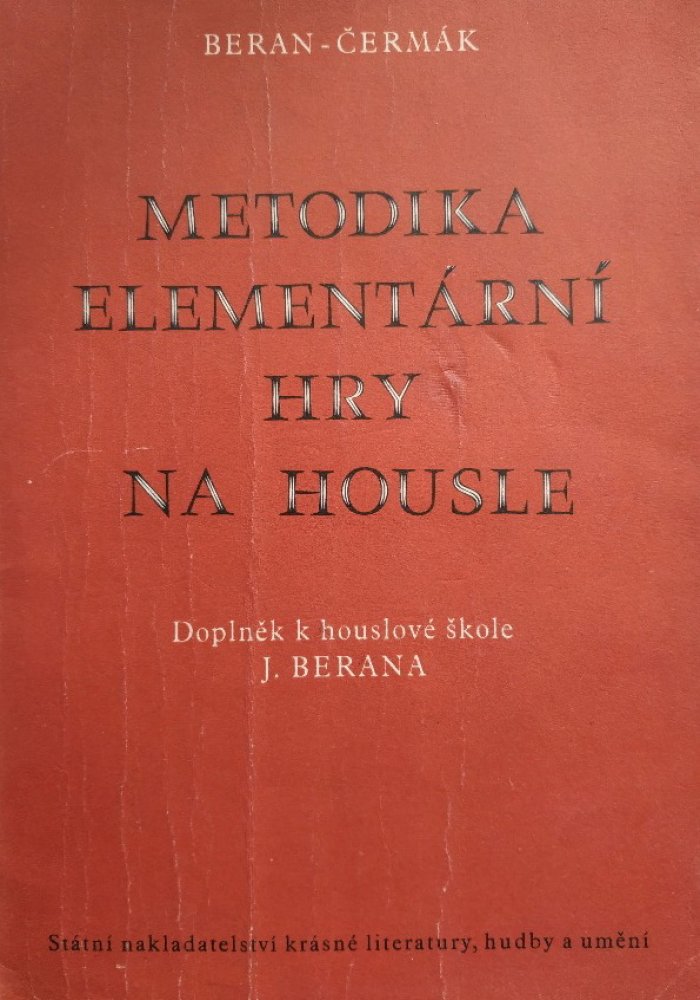 BERAN-ČERMÁK
METODIKA
ELEMENTÁRNÍ
HRY
NA HOUSLE
Doplněk k houslové škole
J. BERANA
Státní nakladatelství krásné literatury, hudby a umění